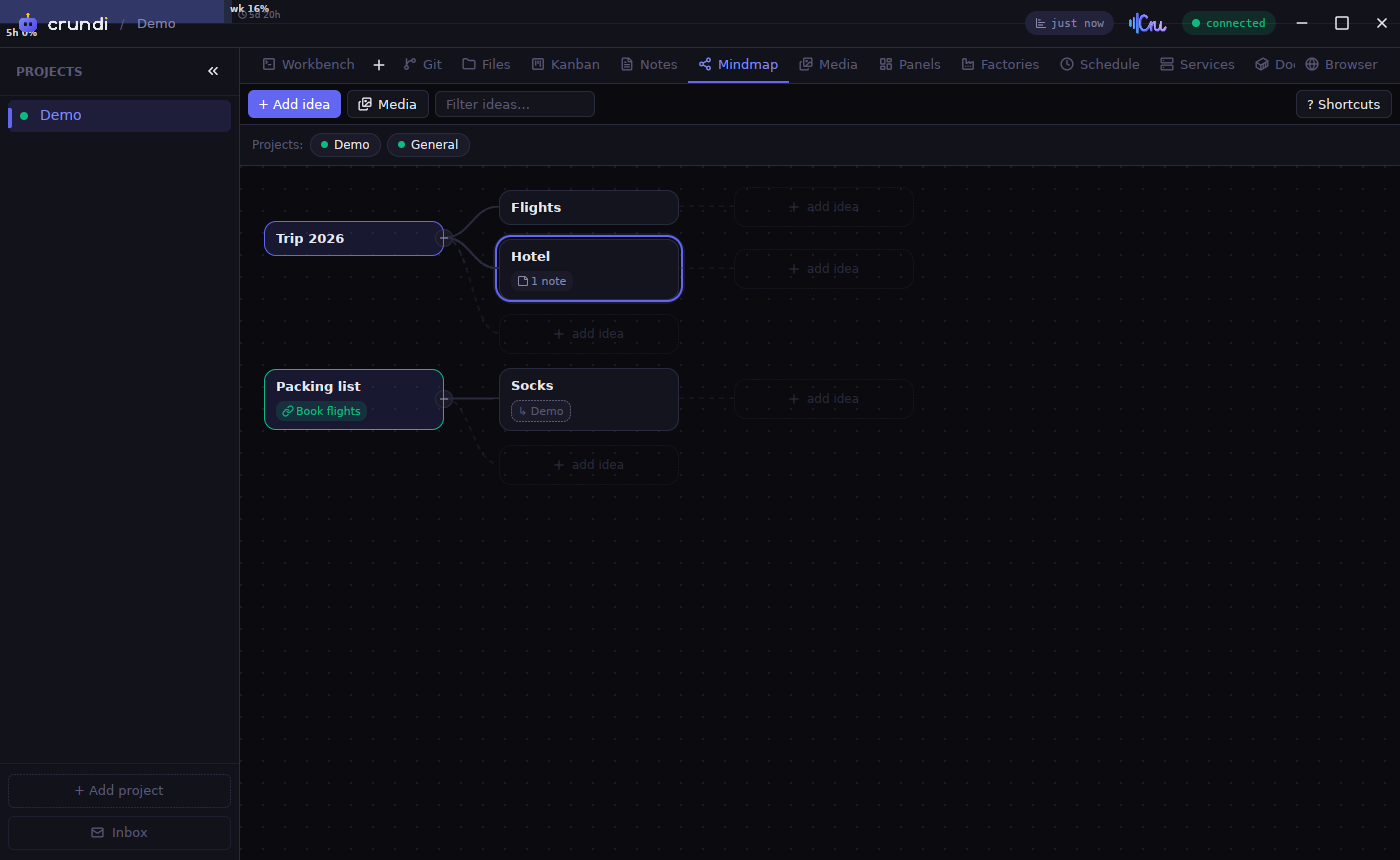 wk 16%
5d 20h
5h 0%
crundi / Demo
just now
connected
PROJECTS
Workbench
Git
Files
Kanban
Notes
Mindmap
Media
Panels
Factories
Schedule
Services
Doc
Browser
Demo
+ Add idea
Media
Filter ideas...
? Shortcuts
Projects:
Demo
General
Flights
+ add idea
Trip 2026
Hotel
1 note
+ add idea
+ add idea
Packing list
Book flights
Socks
↳ Demo
+ add idea
+ add idea
+ Add project
Inbox